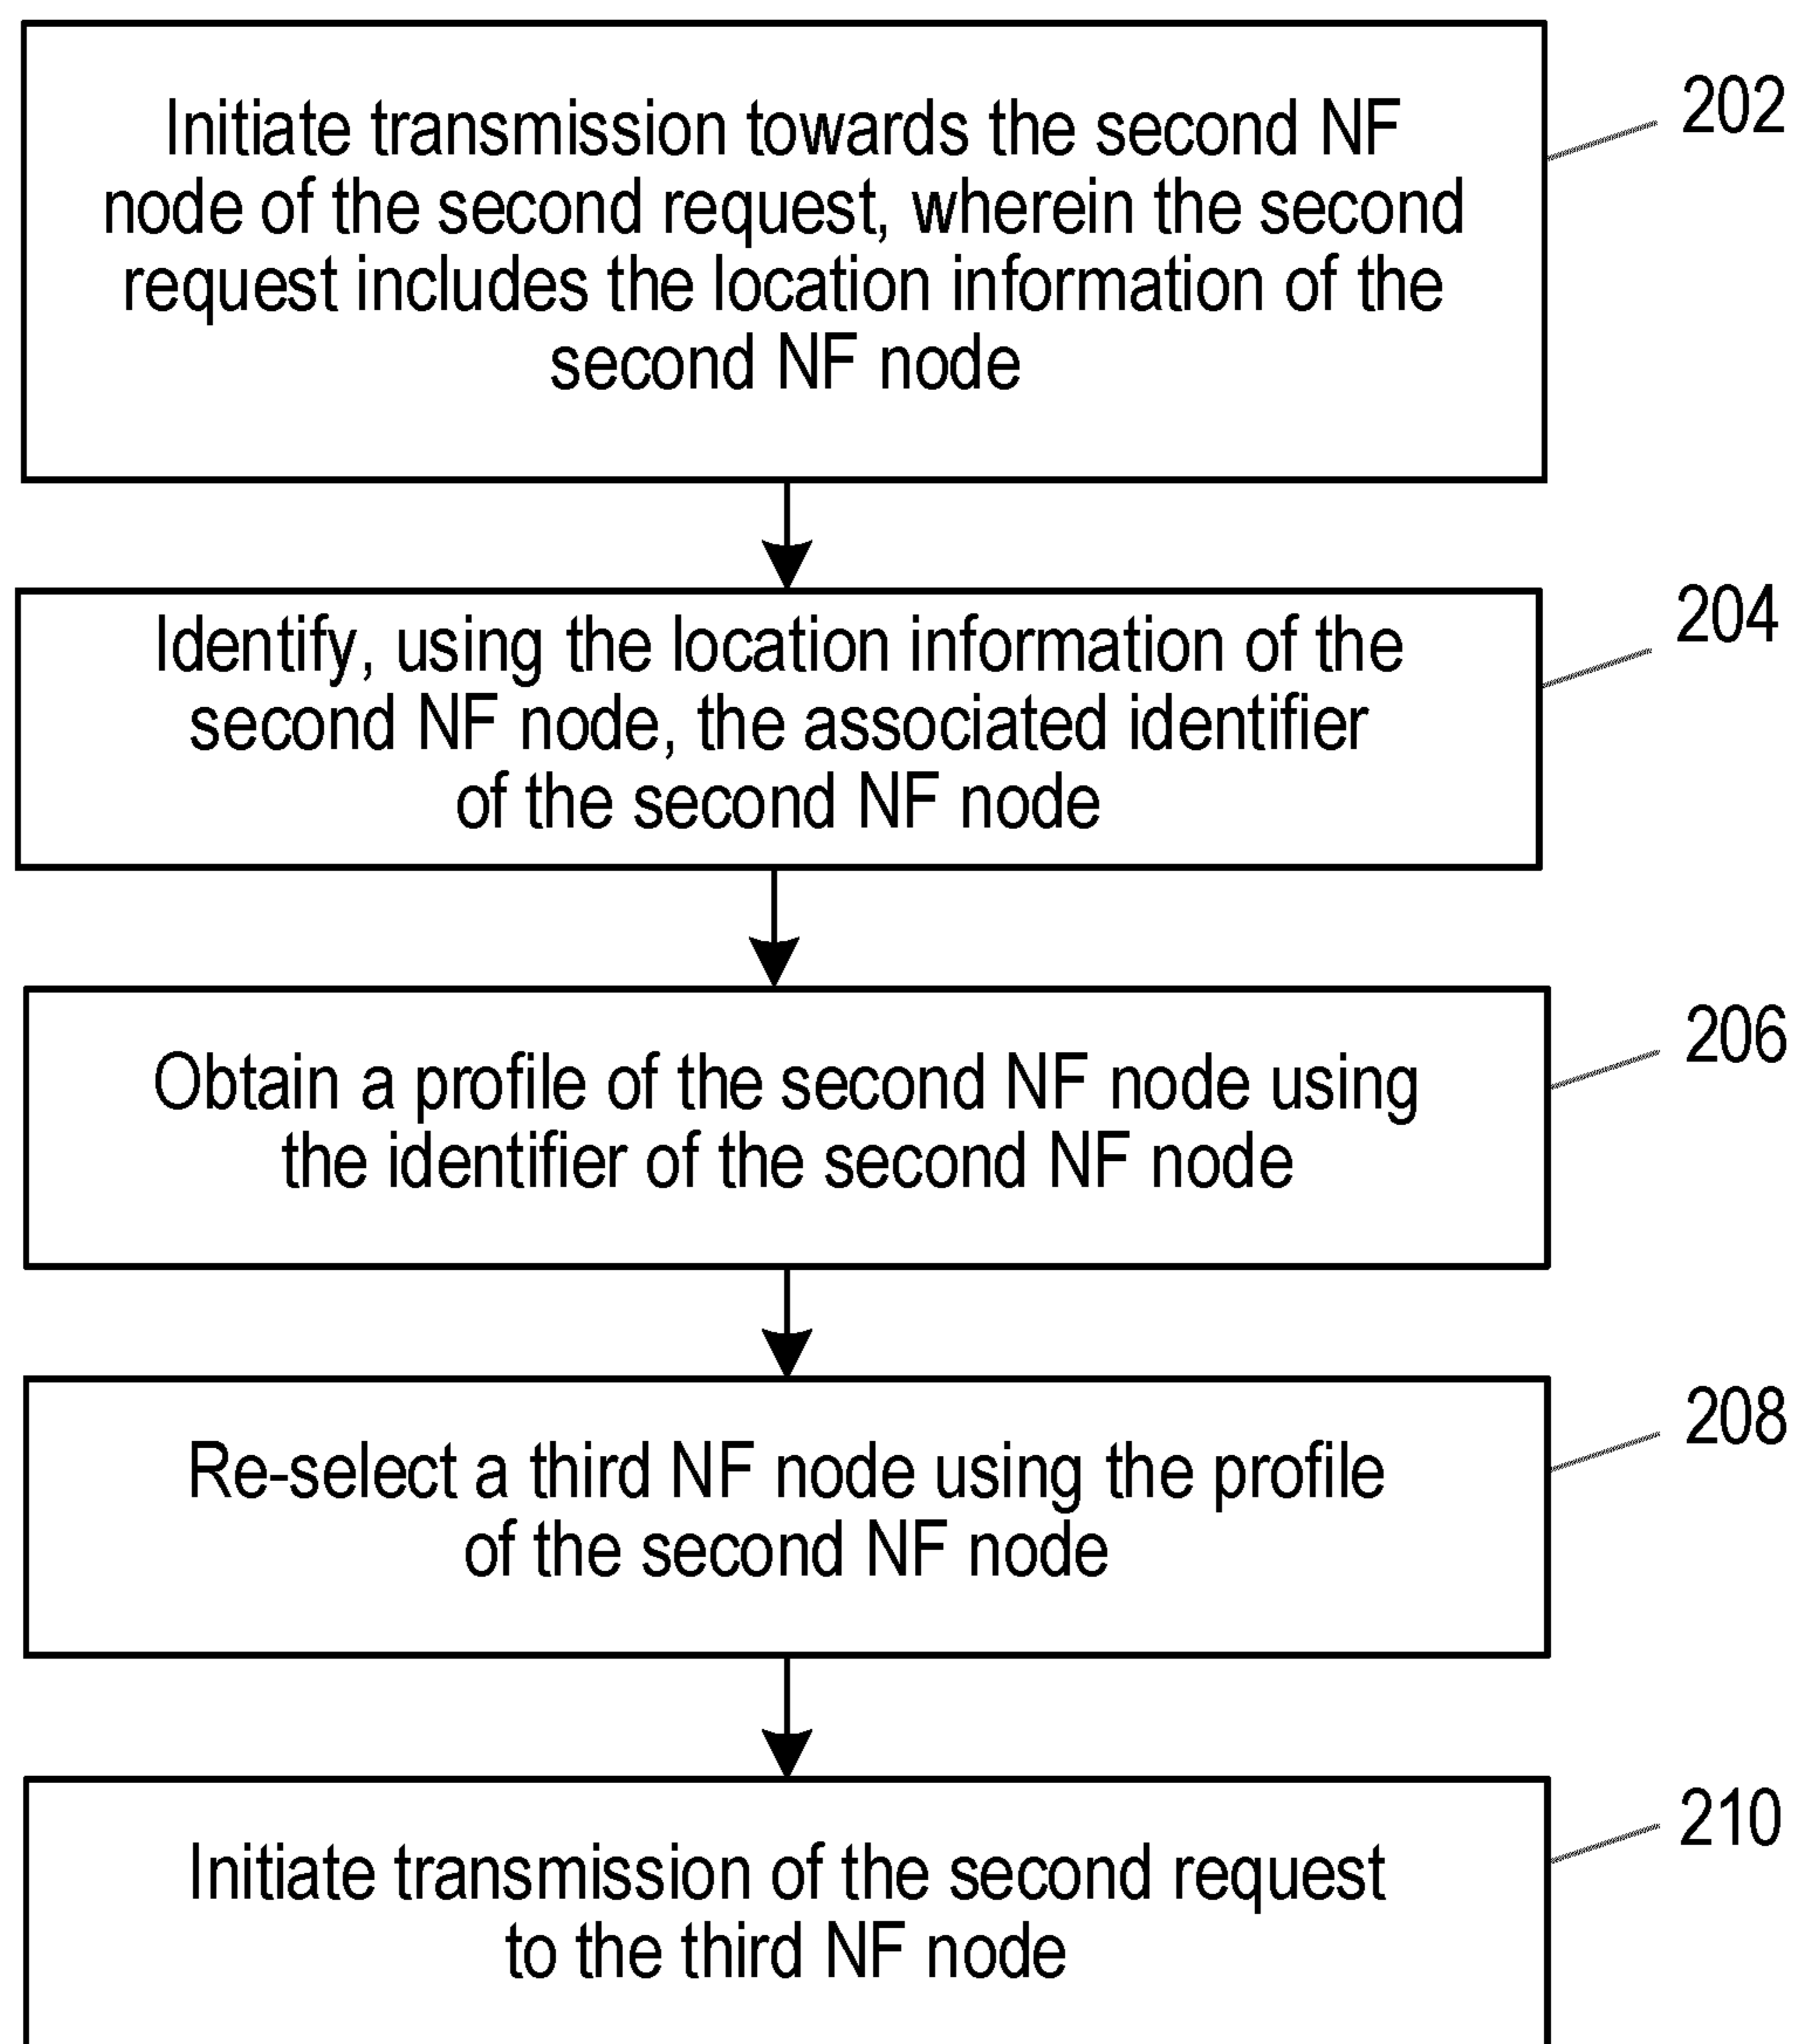 Initiate transmission towards the second NF
node of the second request, wherein the second
request includes the location information of the
second NF node
202
Identify, using the location information of the
second NF node, the associated identifier
of the second NF node
204
Obtain a profile of the second NF node using
the identifier of the second NF node
206
Re-select a third NF node using the profile
of the second NF node
208
Initiate transmission of the second request
to the third NF node
210